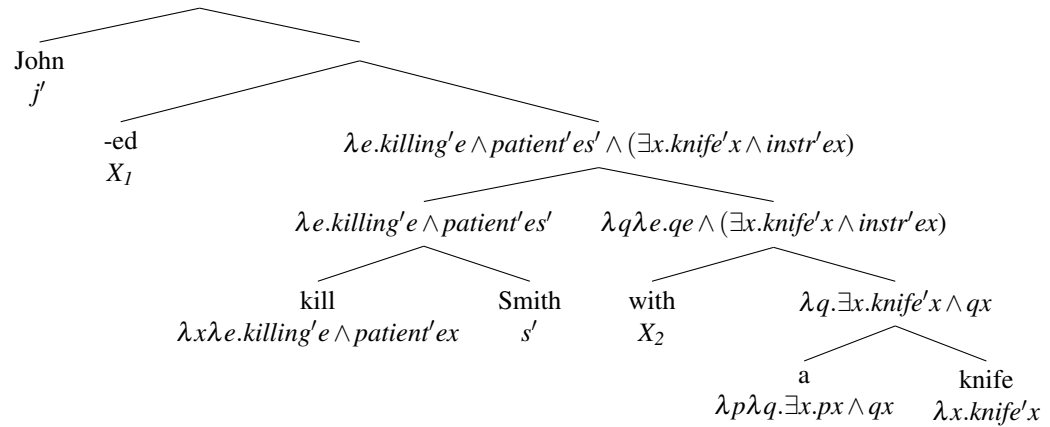 John
j′
-ed
X₁
λe.killing′e ∧ patient′es′ ∧ (∃x.knife′x ∧ instr′ex)
λe.killing′e ∧ patient′es′
λqλe.qe ∧ (∃x.knife′x ∧ instr′ex)
kill
λxλe.killing′e ∧ patient′ex
Smith
s′
with
X₂
λq.∃x.knife′x ∧ qx
a
λpλq.∃x.px ∧ qx
knife
λx.knife′x